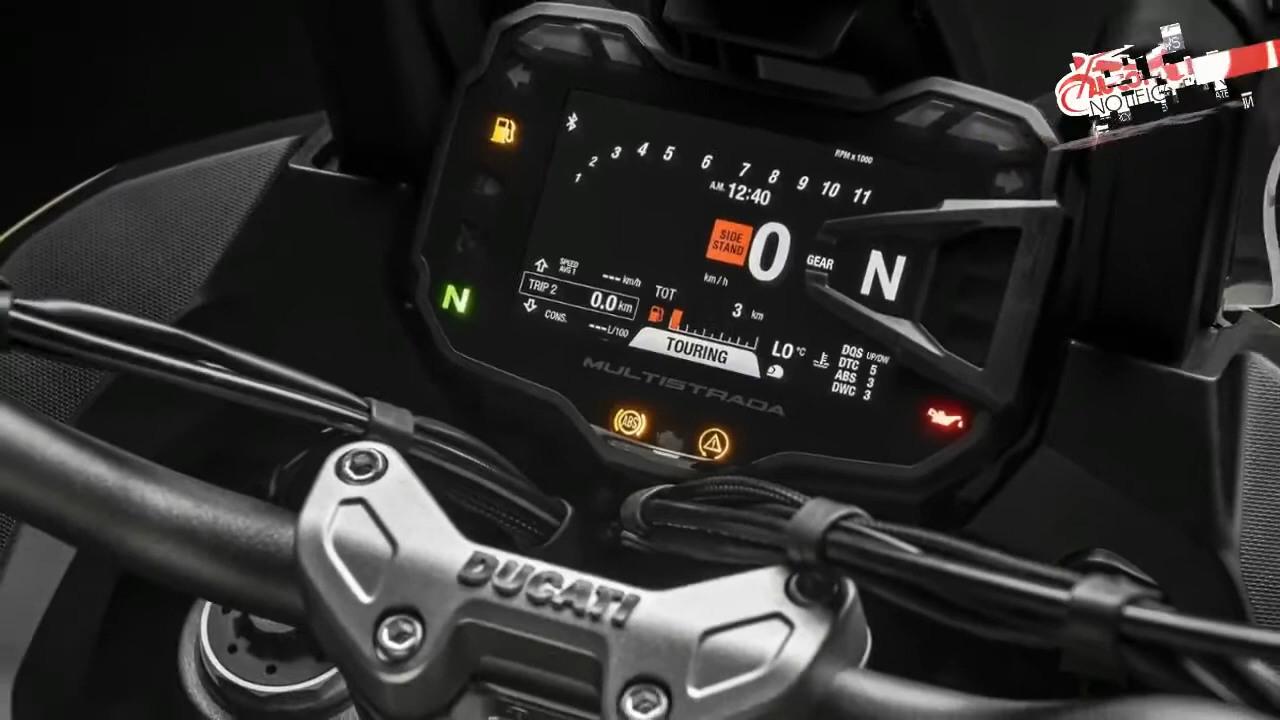 1 2 3 4 5 6 7 8 9 10 11
RPM x 1000
A.M. 12:40
SIDE
STAND
0
km/h
GEAR
N
N
SPEED
AVG 1
--- km/h
TRIP 2
0.0 km
CONS.
--- L/100
TOT
3 km
TOURING
LO °C
DQS UP/DW
DTC 5
ABS 3
DWC 3
MULTISTRADA
ABS
DUCATI